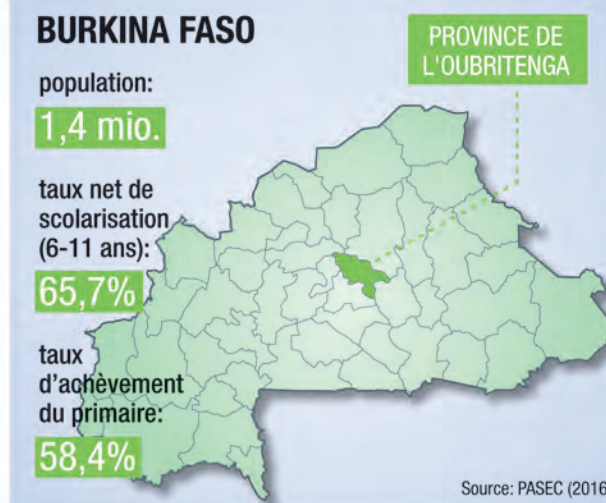 BURKINA FASO
population:
1,4 mio.
taux net de
scolarisation
(6-11 ans):
65,7%
taux
d'achèvement
du primaire:
58,4%
PROVINCE DE
L'OUBRITENGA
Source: PASEC (2016